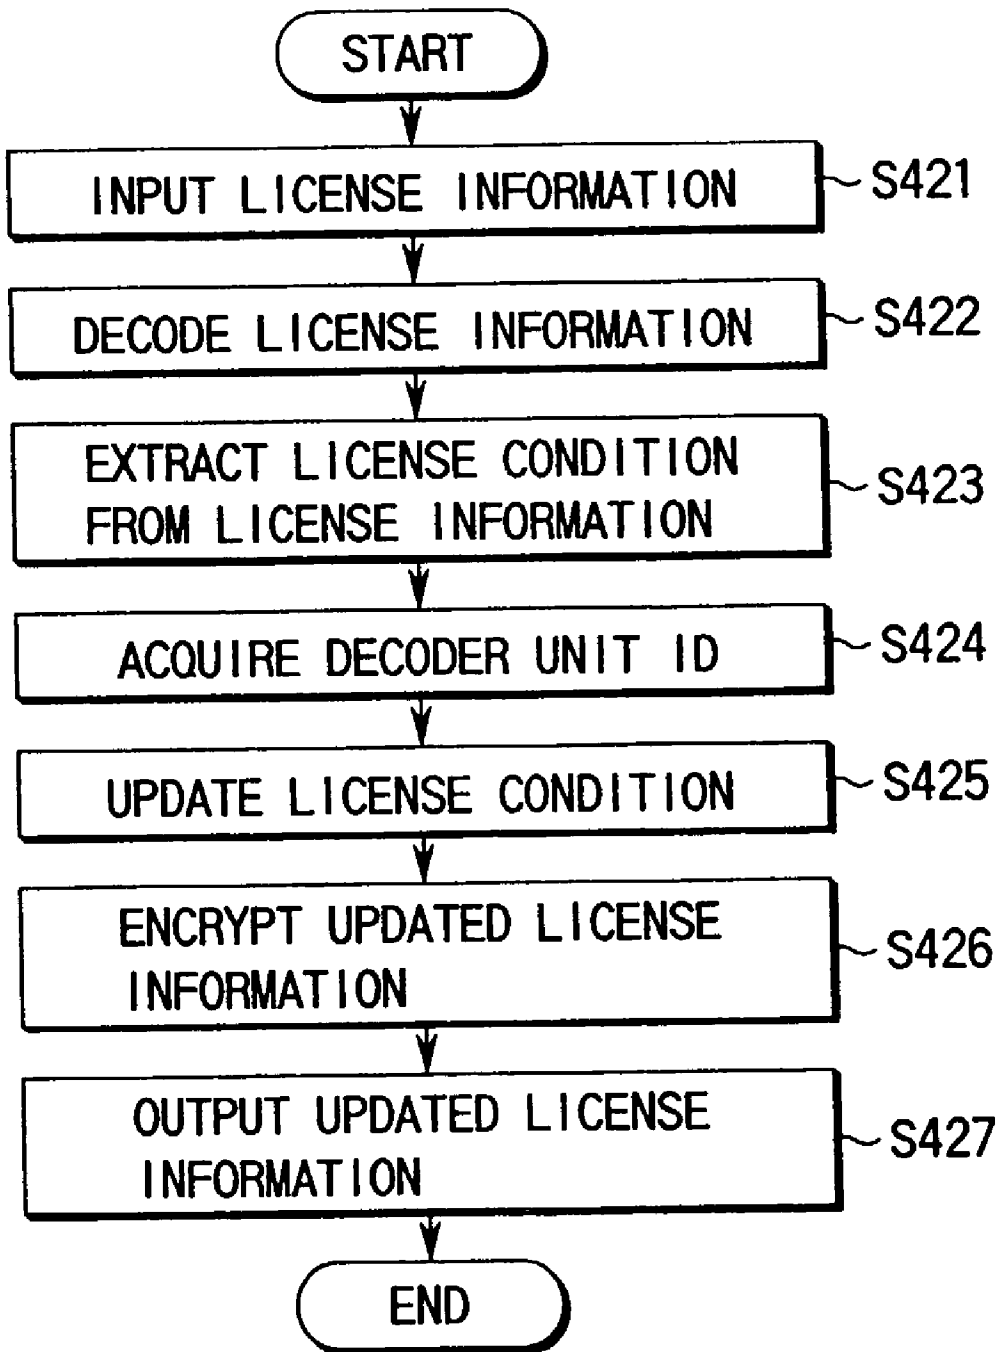 START
INPUT LICENSE INFORMATION
S421
DECODE LICENSE INFORMATION
S422
EXTRACT LICENSE CONDITION
FROM LICENSE INFORMATION
S423
ACQUIRE DECODER UNIT ID
S424
UPDATE LICENSE CONDITION
S425
ENCRYPT UPDATED LICENSE
INFORMATION
S426
OUTPUT UPDATED LICENSE
INFORMATION
S427
END